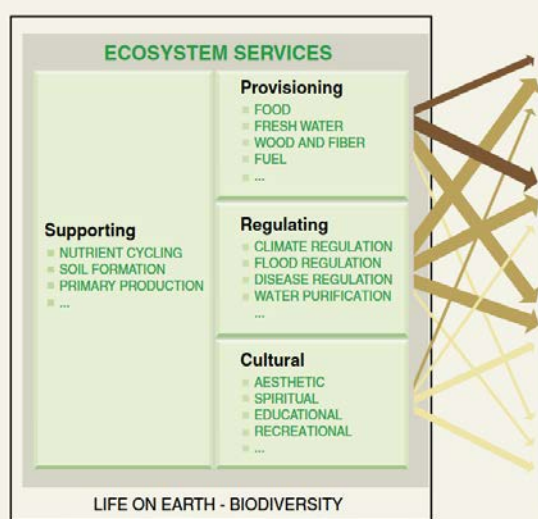 ECOSYSTEM SERVICES
Supporting
NUTRIENT CYCLING
SOIL FORMATION
PRIMARY PRODUCTION
...
Provisioning
FOOD
FRESH WATER
WOOD AND FIBER
FUEL
...
Regulating
CLIMATE REGULATION
FLOOD REGULATION
DISEASE REGULATION
WATER PURIFICATION
...
Cultural
AESTHETIC
SPIRITUAL
EDUCATIONAL
RECREATIONAL
...
LIFE ON EARTH - BIODIVERSITY